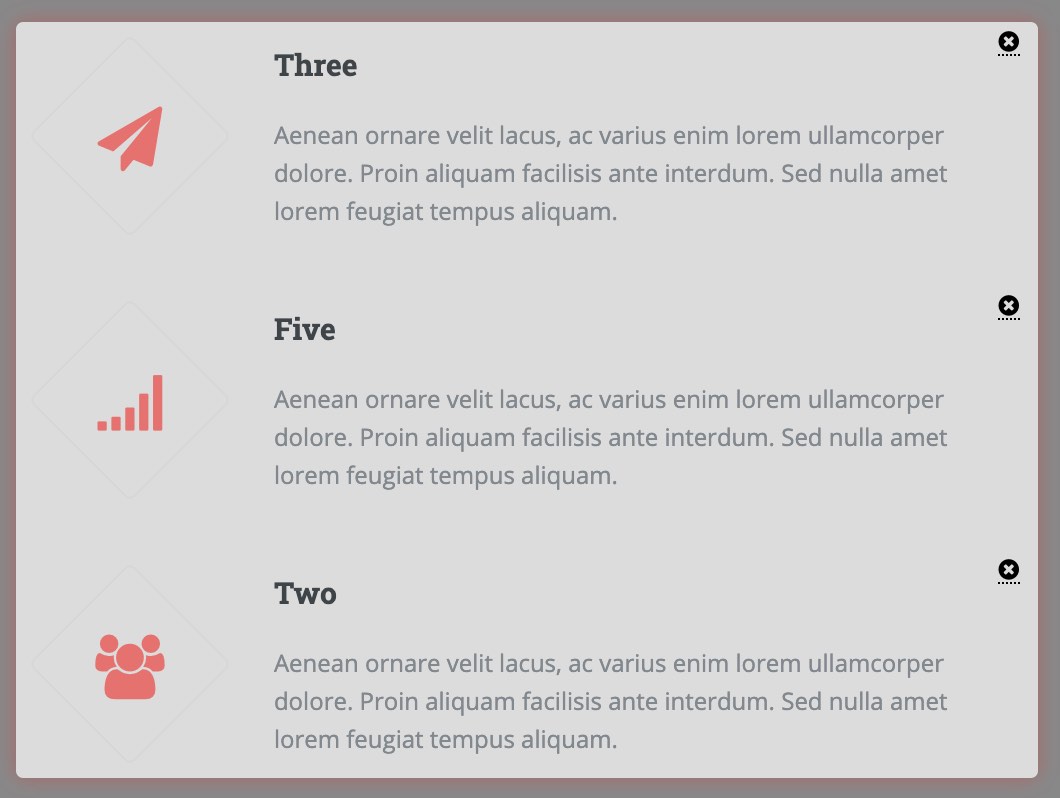 Three
Aenean ornare velit lacus, ac varius enim lorem ullamcorper
dolore. Proin aliquam facilisis ante interdum. Sed nulla amet
lorem feugiat tempus aliquam.
Five
Aenean ornare velit lacus, ac varius enim lorem ullamcorper
dolore. Proin aliquam facilisis ante interdum. Sed nulla amet
lorem feugiat tempus aliquam.
Two
Aenean ornare velit lacus, ac varius enim lorem ullamcorper
dolore. Proin aliquam facilisis ante interdum. Sed nulla amet
lorem feugiat tempus aliquam.